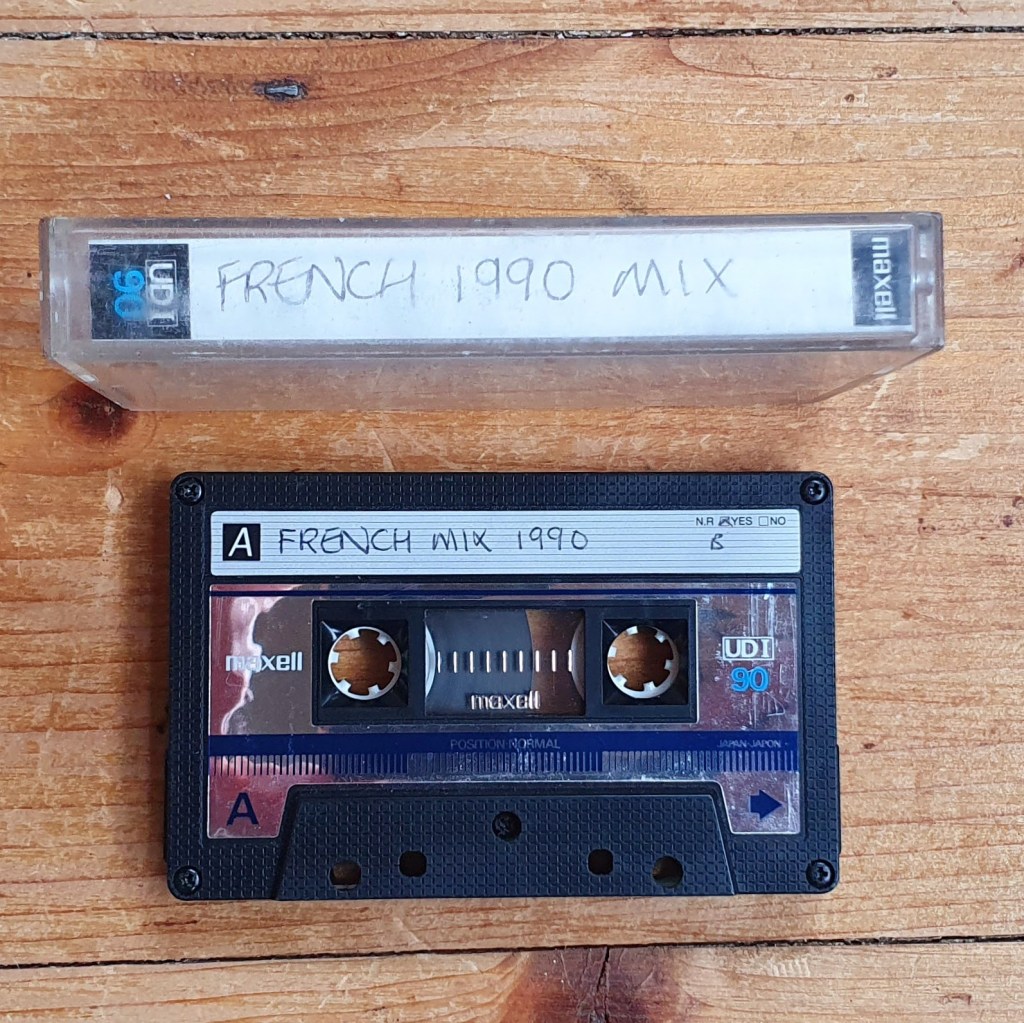 UDI 90
FRENCH 1990 MIX
maxell
N.R ☒YES ☐NO
A FRENCH MIX 1990
B
maxell
UDI
90
maxell
POSITION·NORMAL
JAPAN·JAPON
A